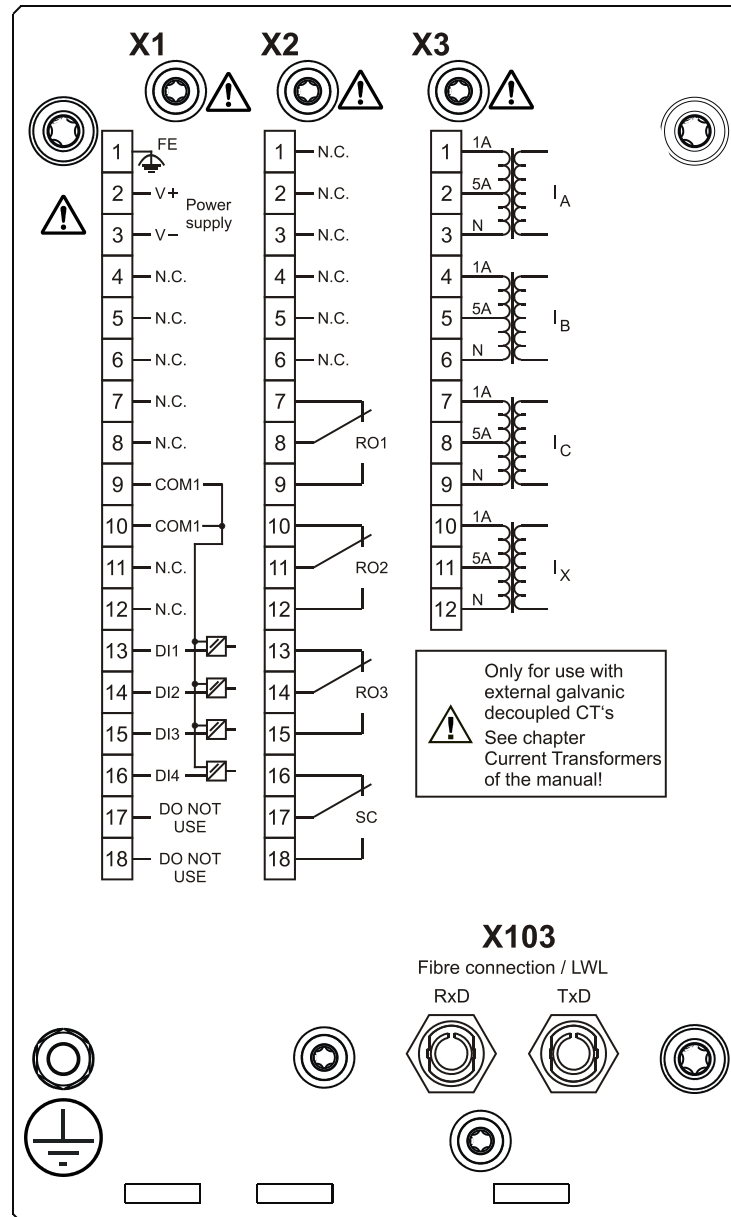 X1 X2 X3
1 FE
2 V+
Power
supply
3 V–
4 N.C.
5 N.C.
6 N.C.
7 N.C.
8 N.C.
9 COM1
10 COM1
11 N.C.
12 N.C.
13 DI1
14 DI2
15 DI3
16 DI4
17 DO NOT
USE
18 DO NOT
USE
1 N.C.
2 N.C.
3 N.C.
4 N.C.
5 N.C.
6 N.C.
7
8 RO1
9
10
11 RO2
12
13
14 RO3
15
16
17 SC
18
1 1A
2 5A IA
3 N
4 1A
5 5A IB
6 N
7 1A
8 5A IC
9 N
10 1A
11 5A IX
12 N
Only for use with
external galvanic
decoupled CT‘s
See chapter
Current Transformers
of the manual!
X103
Fibre connection / LWL
RxD TxD